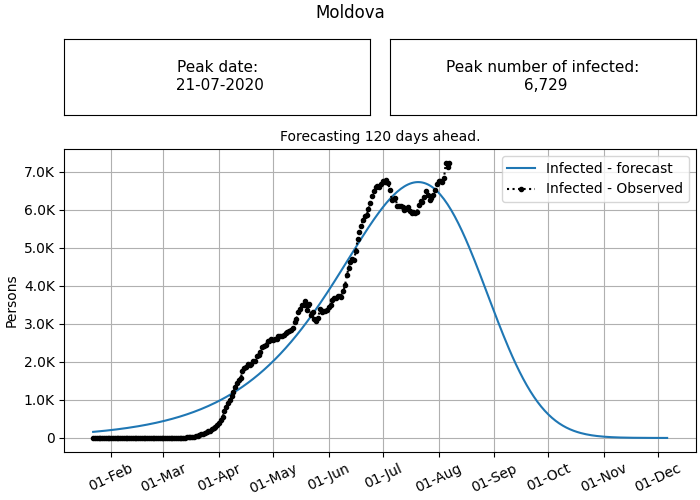 Moldova
Peak date:
21-07-2020
Peak number of infected:
6,729
Forecasting 120 days ahead.
Infected - forecast
Infected - Observed
Persons
7.0K
6.0K
5.0K
4.0K
3.0K
2.0K
1.0K
0
01-Feb
01-Mar
01-Apr
01-May
01-Jun
01-Jul
01-Aug
01-Sep
01-Oct
01-Nov
01-Dec